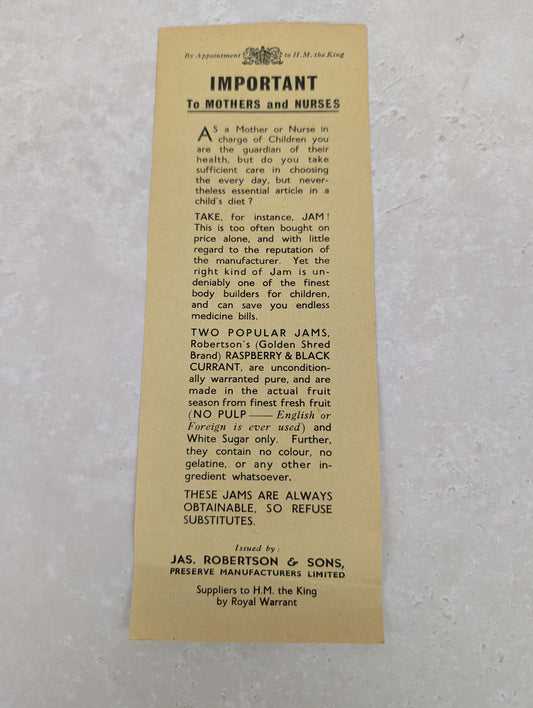 By Appointment to H.M. the King
IMPORTANT
To MOTHERS and NURSES
AS a Mother or Nurse in
charge of Children you
are the guardian of their
health, but do you take
sufficient care in choosing
the every day, but never-
theless essential article in a
child's diet ?
TAKE, for instance, JAM !
This is too often bought on
price alone, and with little
regard to the reputation of
the manufacturer. Yet the
right kind of Jam is un-
deniably one of the finest
body builders for children,
and can save you endless
medicine bills.
TWO POPULAR JAMS,
Robertson's (Golden Shred
Brand) RASPBERRY & BLACK
CURRANT, are uncondition-
ally warranted pure, and are
made in the actual fruit
season from finest fresh fruit
(NO PULP — English or
Foreign is ever used) and
White Sugar only. Further,
they contain no colour, no
gelatine, or any other in-
gredient whatsoever.
THESE JAMS ARE ALWAYS
OBTAINABLE, SO REFUSE
SUBSTITUTES.
Issued by :
JAS. ROBERTSON & SONS,
PRESERVE MANUFACTURERS LIMITED
Suppliers to H.M. the King
by Royal Warrant